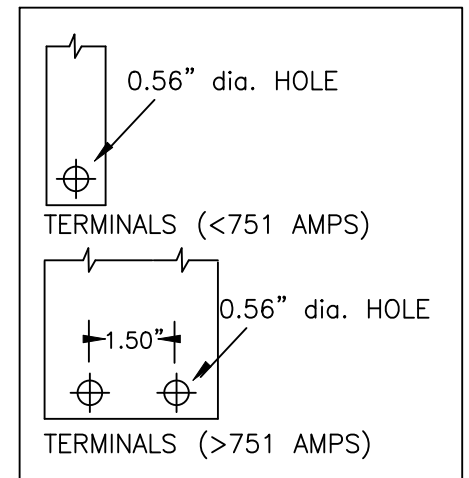 0.56” dia. HOLE
TERMINALS (<751 AMPS)
0.56” dia. HOLE
1.50”
TERMINALS (>751 AMPS)